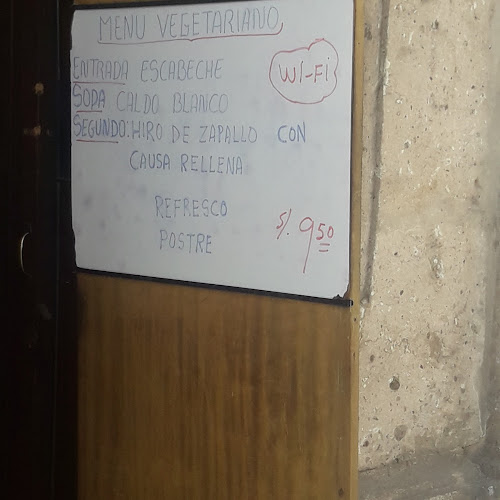 MENU VEGETARIANO
ENTRADA ESCABECHE
WI-Fi
SODA CALDO BLANCO
SEGUNDO: HIRO DE ZAPALLO CON
CAUSA RELLENA
REFRESCO
POSTRE
S/. 9.50